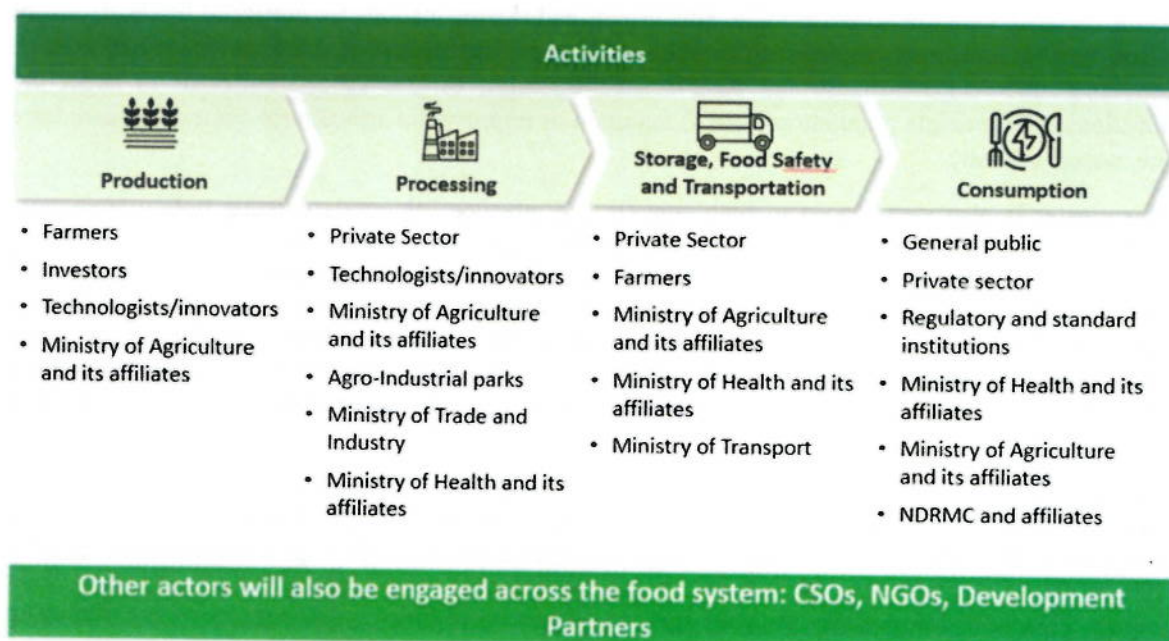 Activities
Production
Processing
Storage, Food Safety
and Transportation
Consumption
• Farmers
• Investors
• Technologists/innovators
• Ministry of Agriculture
and its affiliates
• Private Sector
• Technologists/innovators
• Ministry of Agriculture
and its affiliates
• Agro-Industrial parks
• Ministry of Trade and
Industry
• Ministry of Health and its
affiliates
• Private Sector
• Farmers
• Ministry of Agriculture
and its affiliates
• Ministry of Health and its
affiliates
• Ministry of Transport
• General public
• Private sector
• Regulatory and standard
institutions
• Ministry of Health and its
affiliates
• Ministry of Agriculture
and its affiliates
• NDRMC and affiliates
Other actors will also be engaged across the food system: CSOs, NGOs, Development
Partners